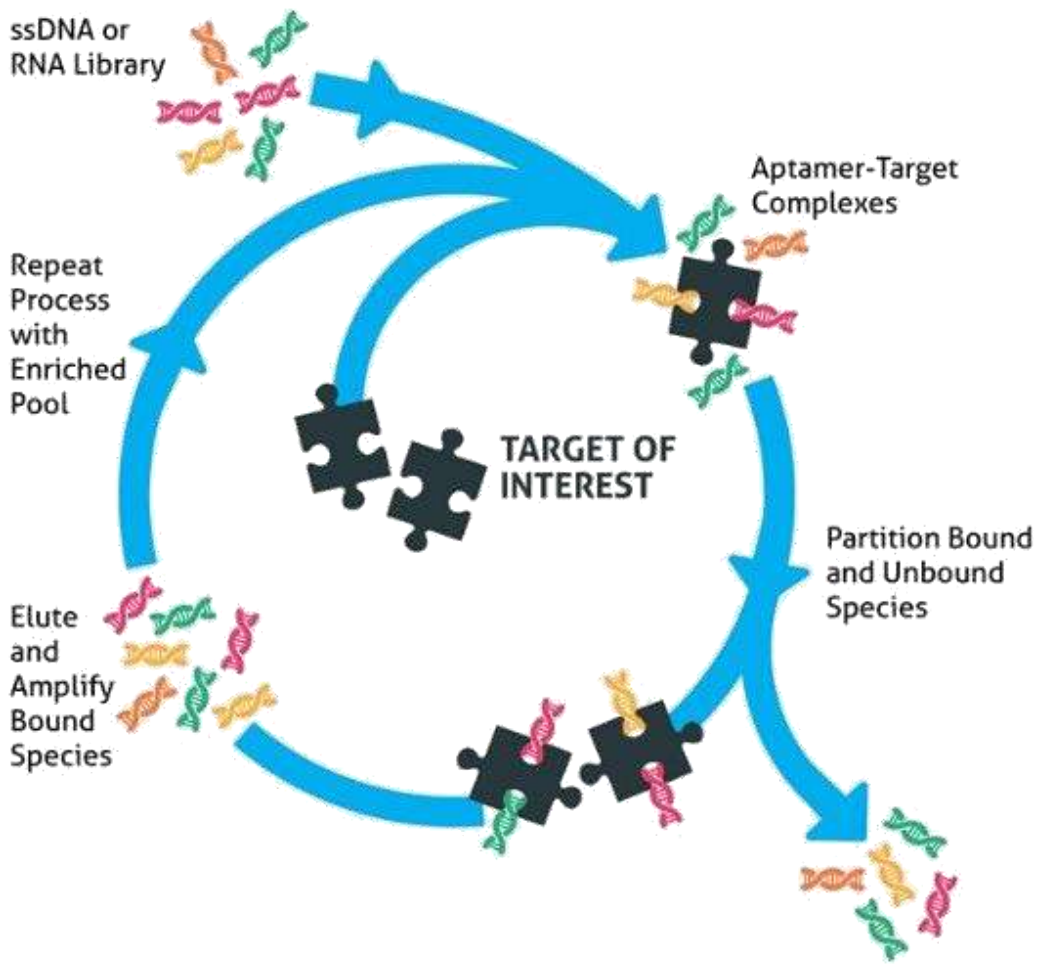 ssDNA or
RNA Library
Aptamer-Target
Complexes
Repeat
Process
with
Enriched
Pool
TARGET OF
INTEREST
Partition Bound
and Unbound
Species
Elute
and
Amplify
Bound
Species